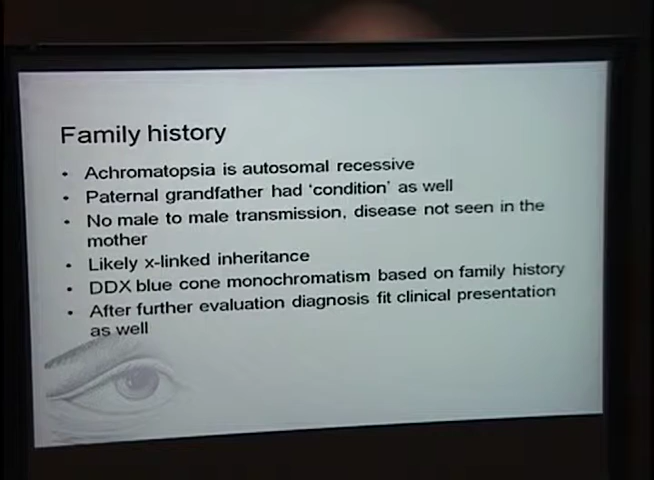 Family history
• Achromatopsia is autosomal recessive
• Paternal grandfather had ‘condition’ as well
• No male to male transmission, disease not seen in the
mother
• Likely x-linked inheritance
• DDX blue cone monochromatism based on family history
• After further evaluation diagnosis fit clinical presentation
as well